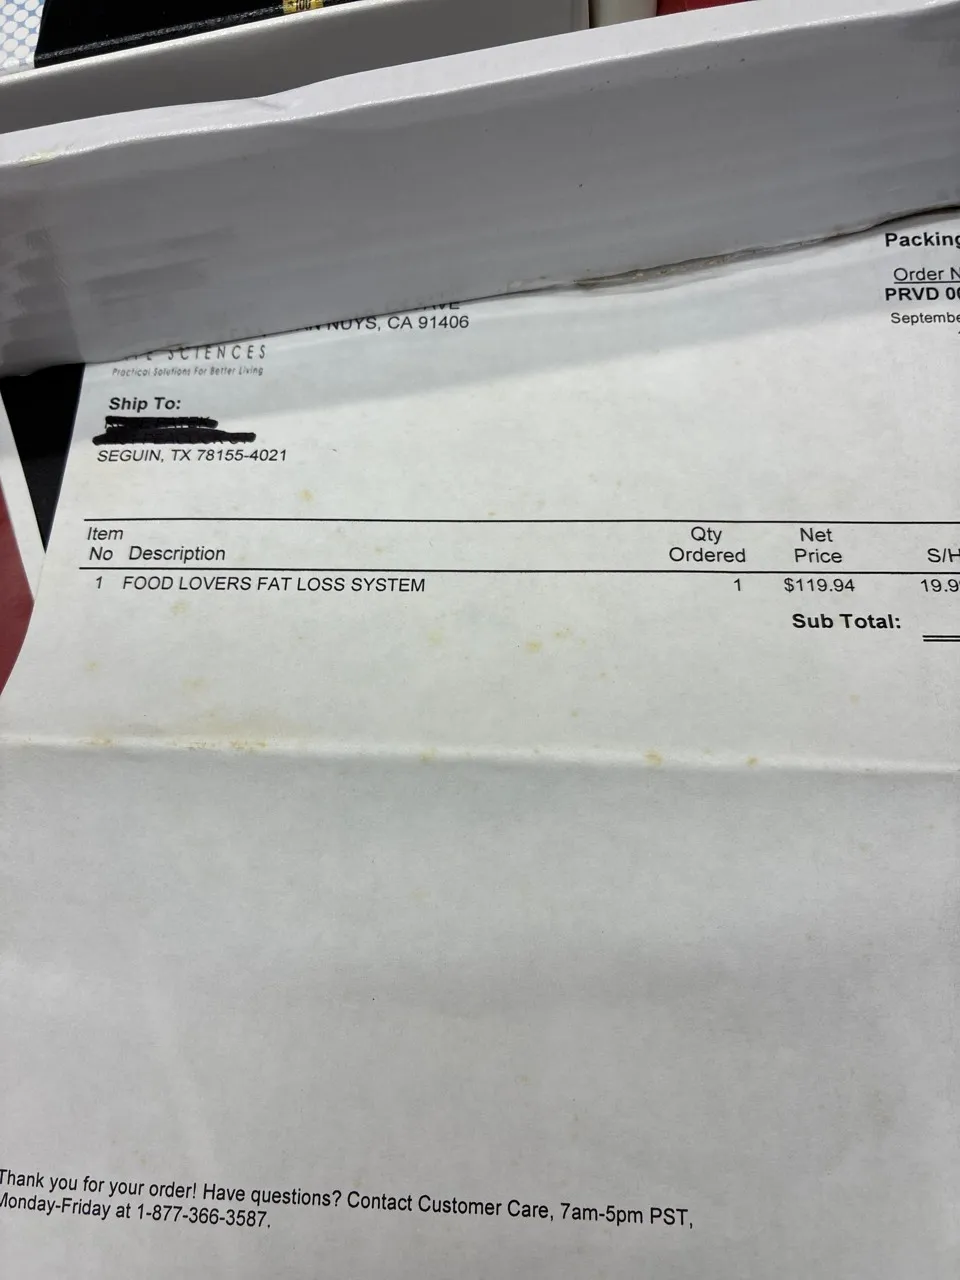 Packing
Order N
PRVD 00
Septembe
NUYS, CA 91406
SCIENCES
Practical Solutions For Better Living
Ship To:
SEGUIN, TX 78155-4021
Item No Description Qty Ordered Net Price S/H
1 FOOD LOVERS FAT LOSS SYSTEM 1 $119.94 19.9
Sub Total:
Thank you for your order! Have questions? Contact Customer Care, 7am-5pm PST,
Monday-Friday at 1-877-366-3587.